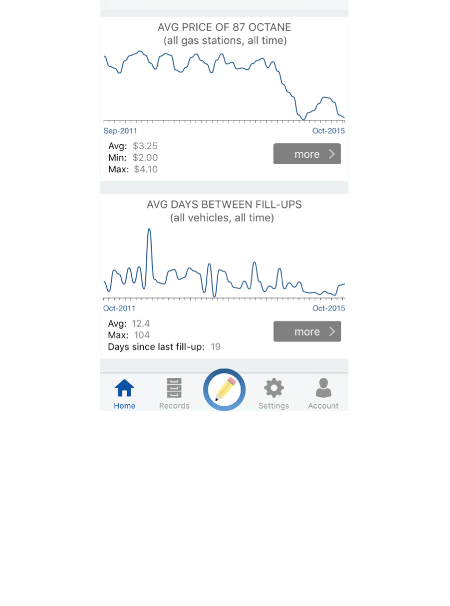 AVG PRICE OF 87 OCTANE
(all gas stations, all time)
Sep-2011 Oct-2015
Avg: $3.25
Min: $2.00
Max: $4.10
more
AVG DAYS BETWEEN FILL-UPS
(all vehicles, all time)
Oct-2011 Oct-2015
Avg: 12.4
Max: 104
Days since last fill-up: 19
more
Home Records Settings Account